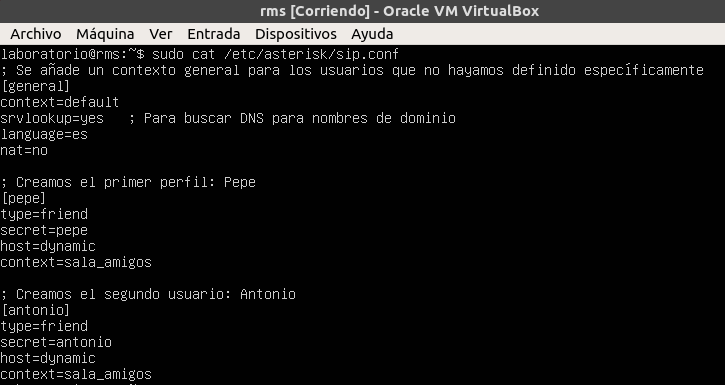 rms [Corriendo] - Oracle VM VirtualBox
Archivo Máquina Ver Entrada Dispositivos Ayuda
laboratorio@rms:~$ sudo cat /etc/asterisk/sip.conf
; Se añade un contexto general para los usuarios que no hayamos definido específicamente
[general]
context=default
srvlookup=yes ; Para buscar DNS para nombres de dominio
language=es
nat=no
; Creamos el primer perfil: Pepe
[pepe]
type=friend
secret=pepe
host=dynamic
context=sala_amigos
; Creamos el segundo usuario: Antonio
[antonio]
type=friend
secret=antonio
host=dynamic
context=sala_amigos